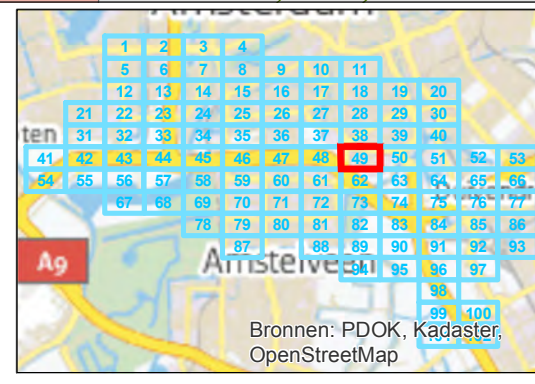 Amsterdam
1 2 3 4
5 6 7 8 9 10 11
12 13 14 15 16 17 18 19 20
21 22 23 24 25 26 27 28 29 30
ten
31 32 33 34 35 36 37 38 39 40
41 42 43 44 45 46 47 48 49 50 51 52 53
54 55 56 57 58 59 60 61 62 63 64 65 66
67 68 69 70 71 72 73 74 75 76 77
78 79 80 81 82 83 84 85 86
87 88 89 90 91 92 93
A9
Amstelveen
94 95 96 97
98
99 100
Bronnen: PDOK, Kadaster,
OpenStreetMap